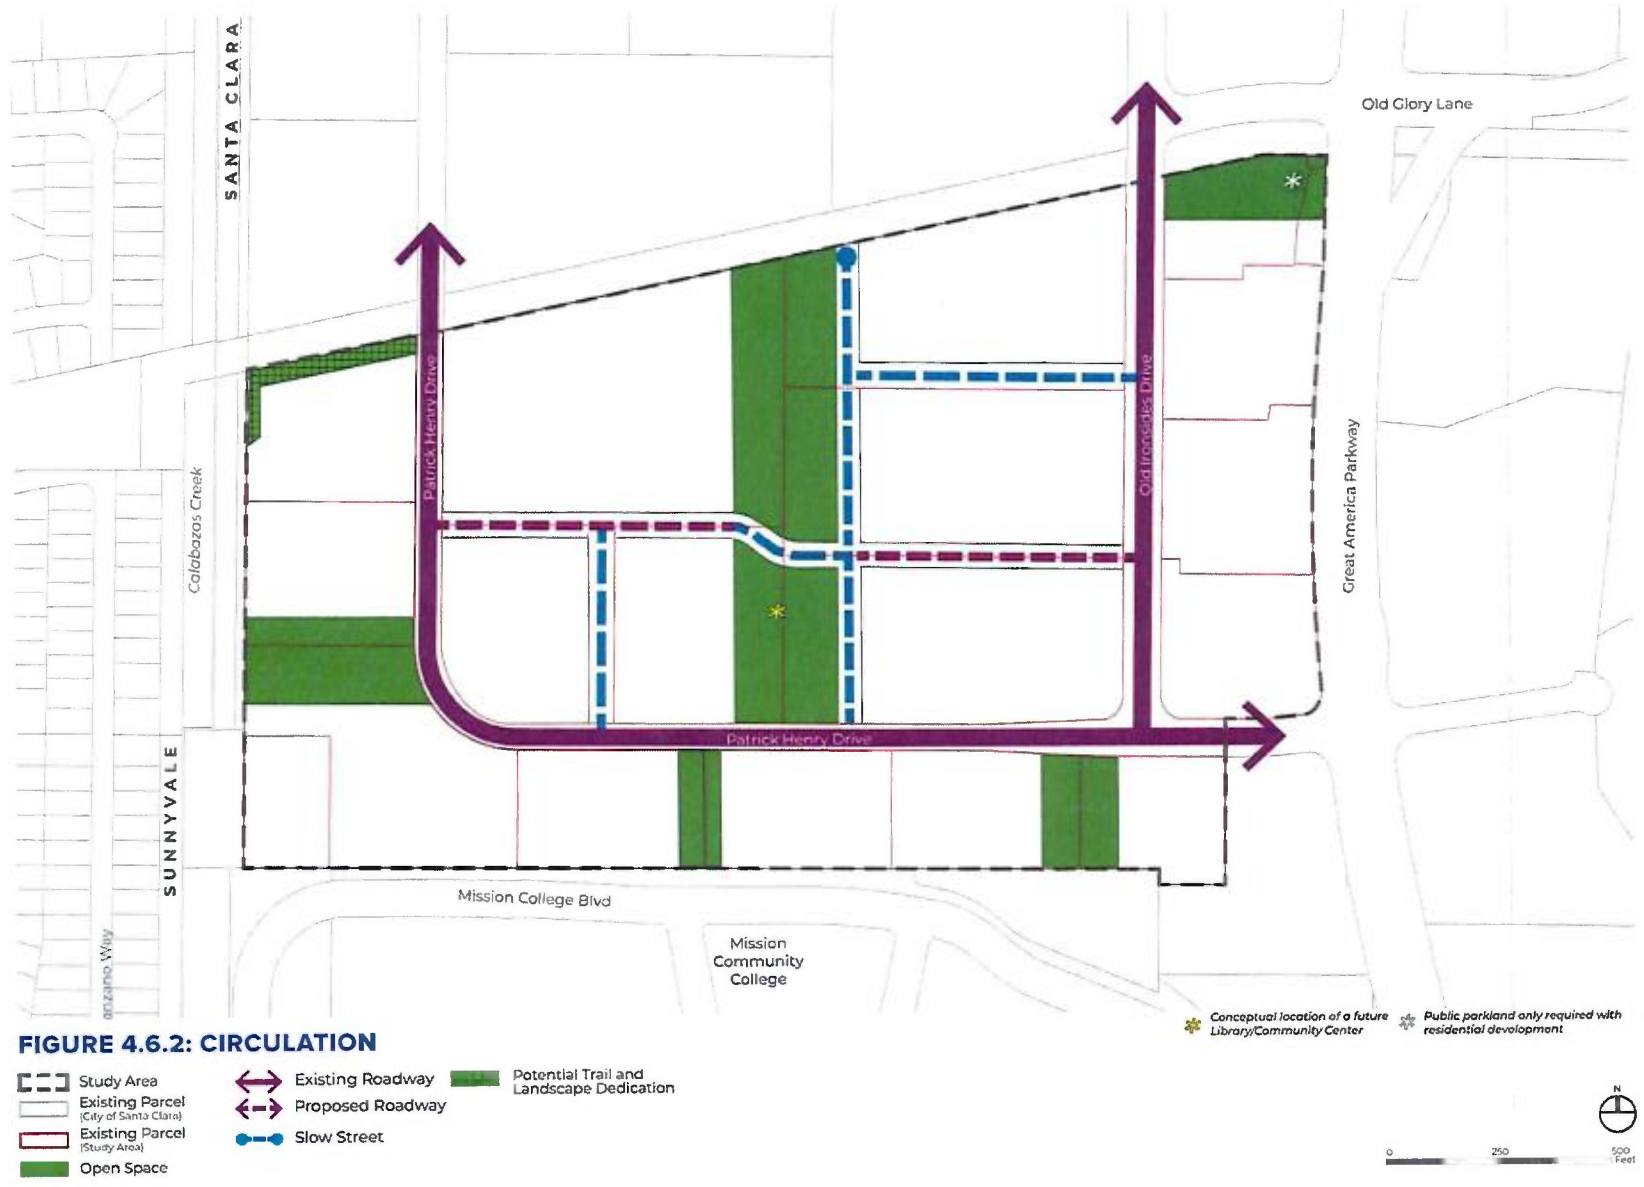 SANTA CLARA
Old Glory Lane
Patrick Henry Drive
Old Ironsides Drive
Great America Parkway
Calabazas Creek
Patrick Henry Drive
SUNNYVALE
Mission College Blvd
anzano Way
Mission
Community
College
Conceptual location of a future
Library/Community Center
Public parkland only required with
residential development
FIGURE 4.6.2: CIRCULATION
Study Area
Existing Parcel
(City of Santa Clara)
Existing Parcel
(Study Area)
Open Space
Existing Roadway
Proposed Roadway
Slow Street
Potential Trail and
Landscape Dedication
N
0 250 500
Feet